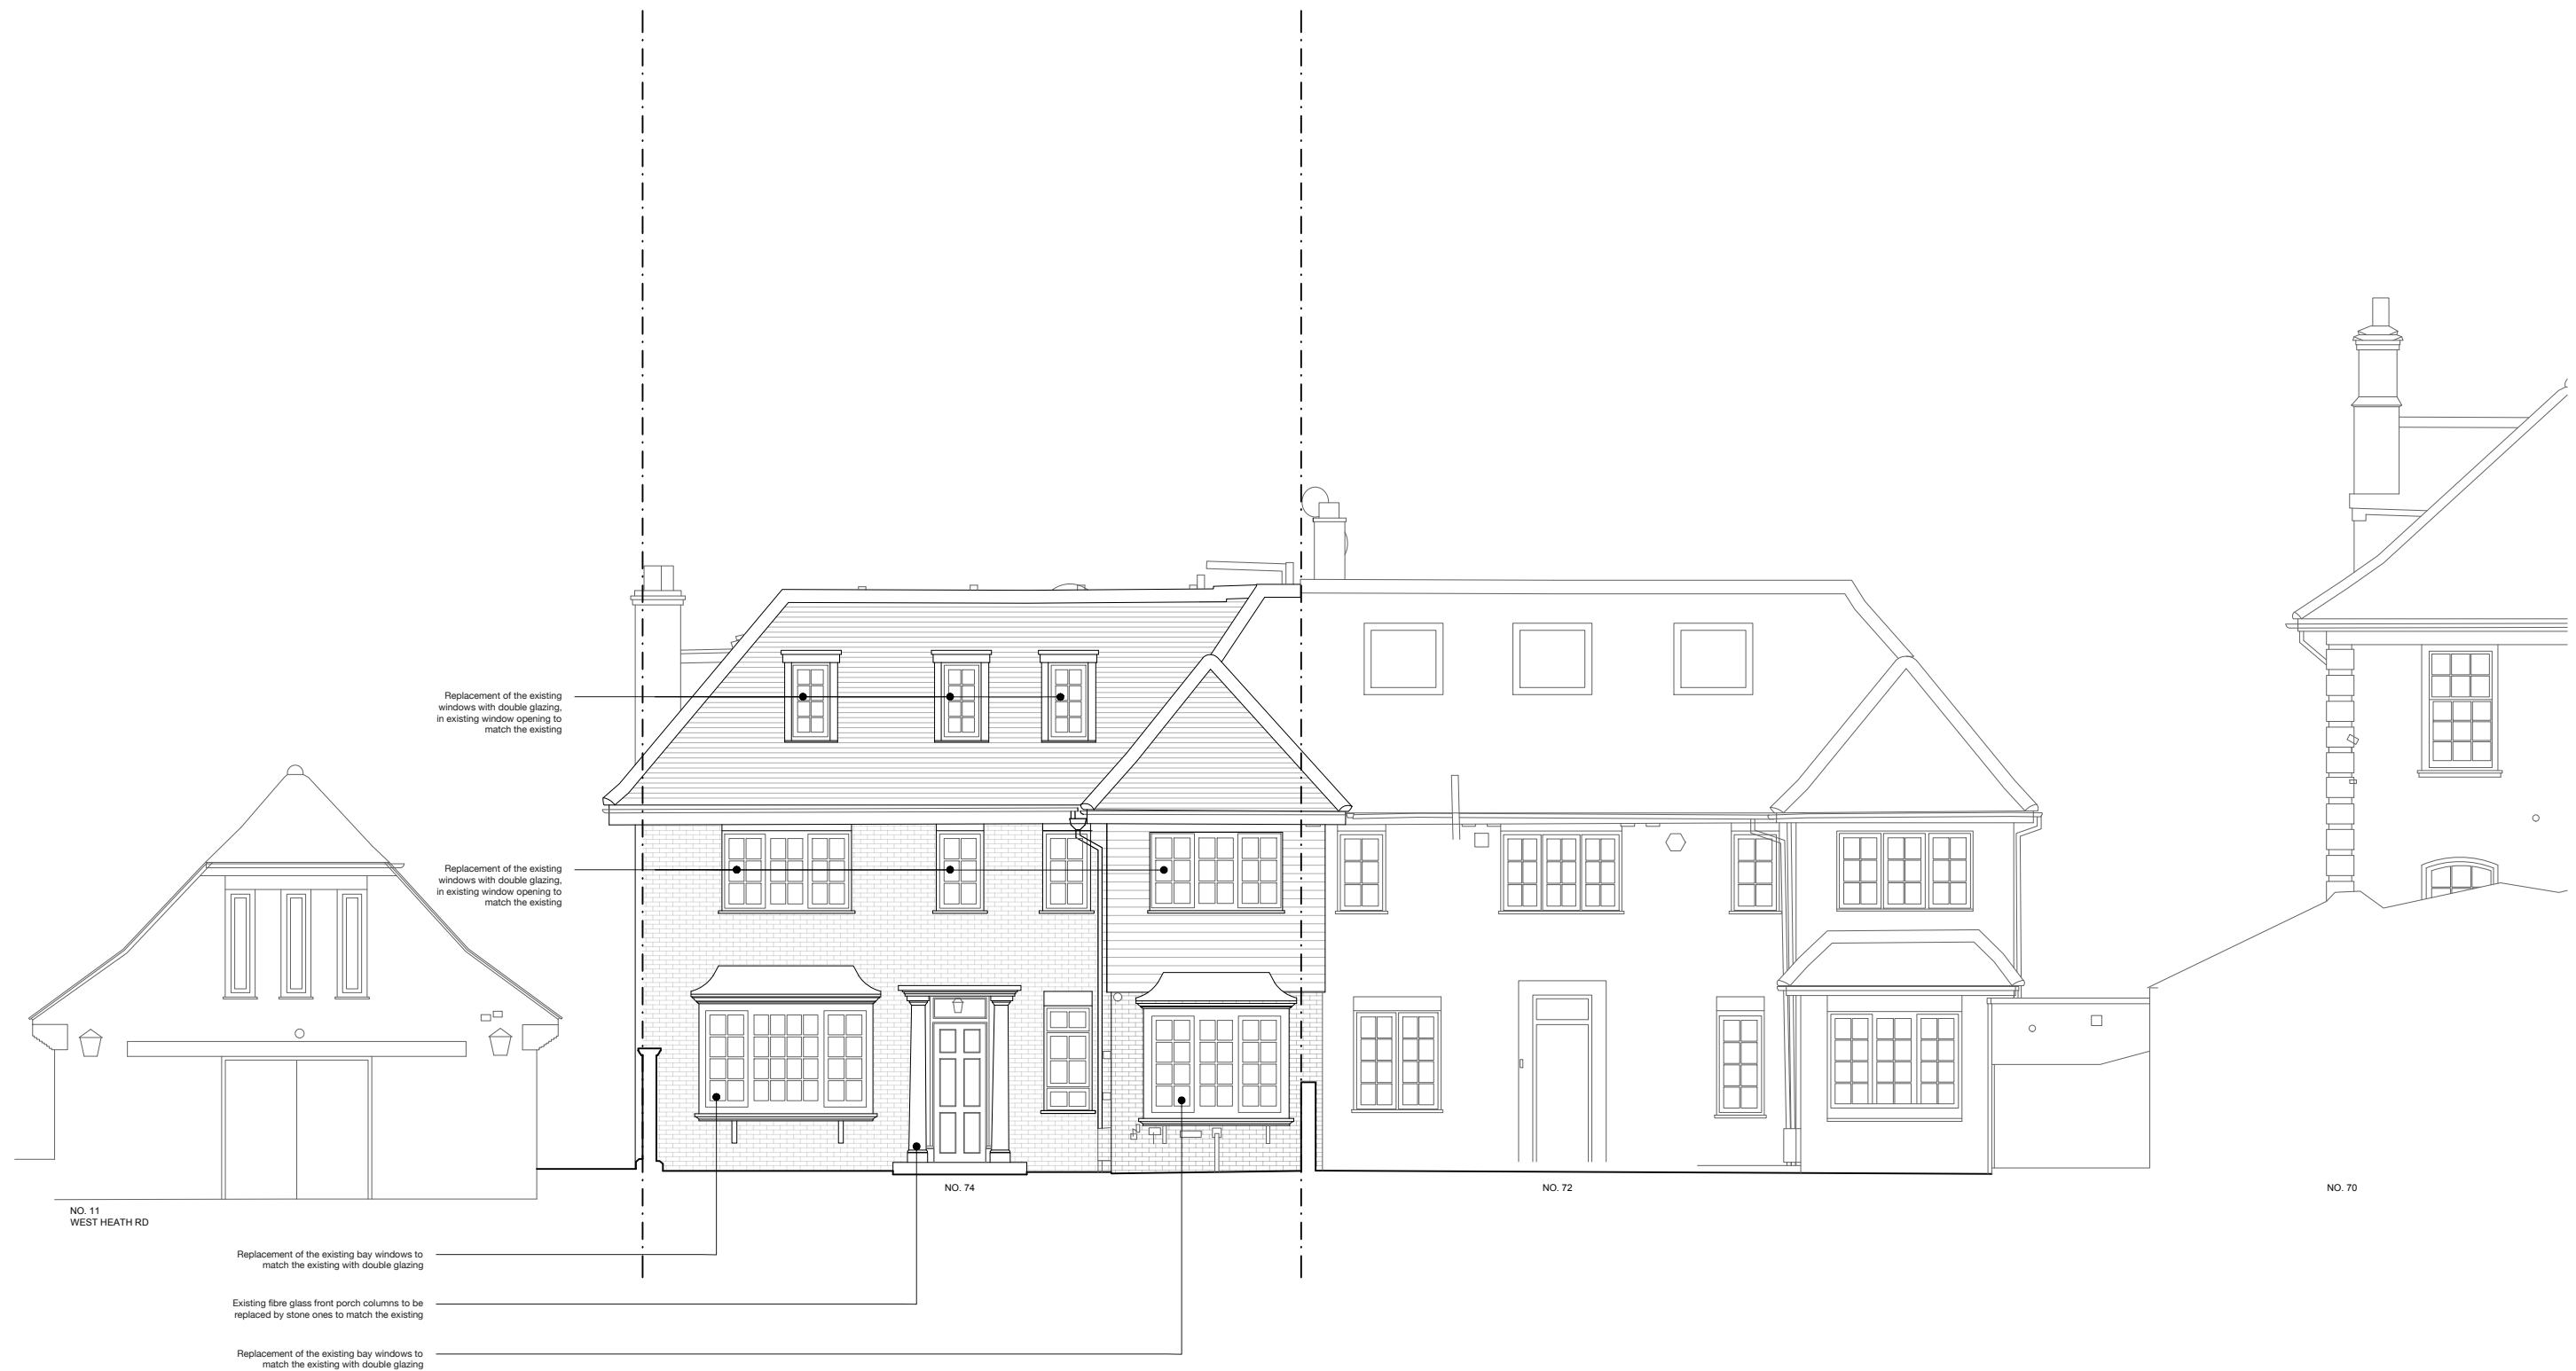 Replacement of the existing
windows with double glazing,
in existing window opening to
match the existing
Replacement of the existing
windows with double glazing,
in existing window opening to
match the existing
NO. 74
NO. 72
NO. 70
NO. 11
WEST HEATH RD
Replacement of the existing bay windows to
match the existing with double glazing
Existing fibre glass front porch columns to be
replaced by stone ones to match the existing
Replacement of the existing bay windows to
match the existing with double glazing